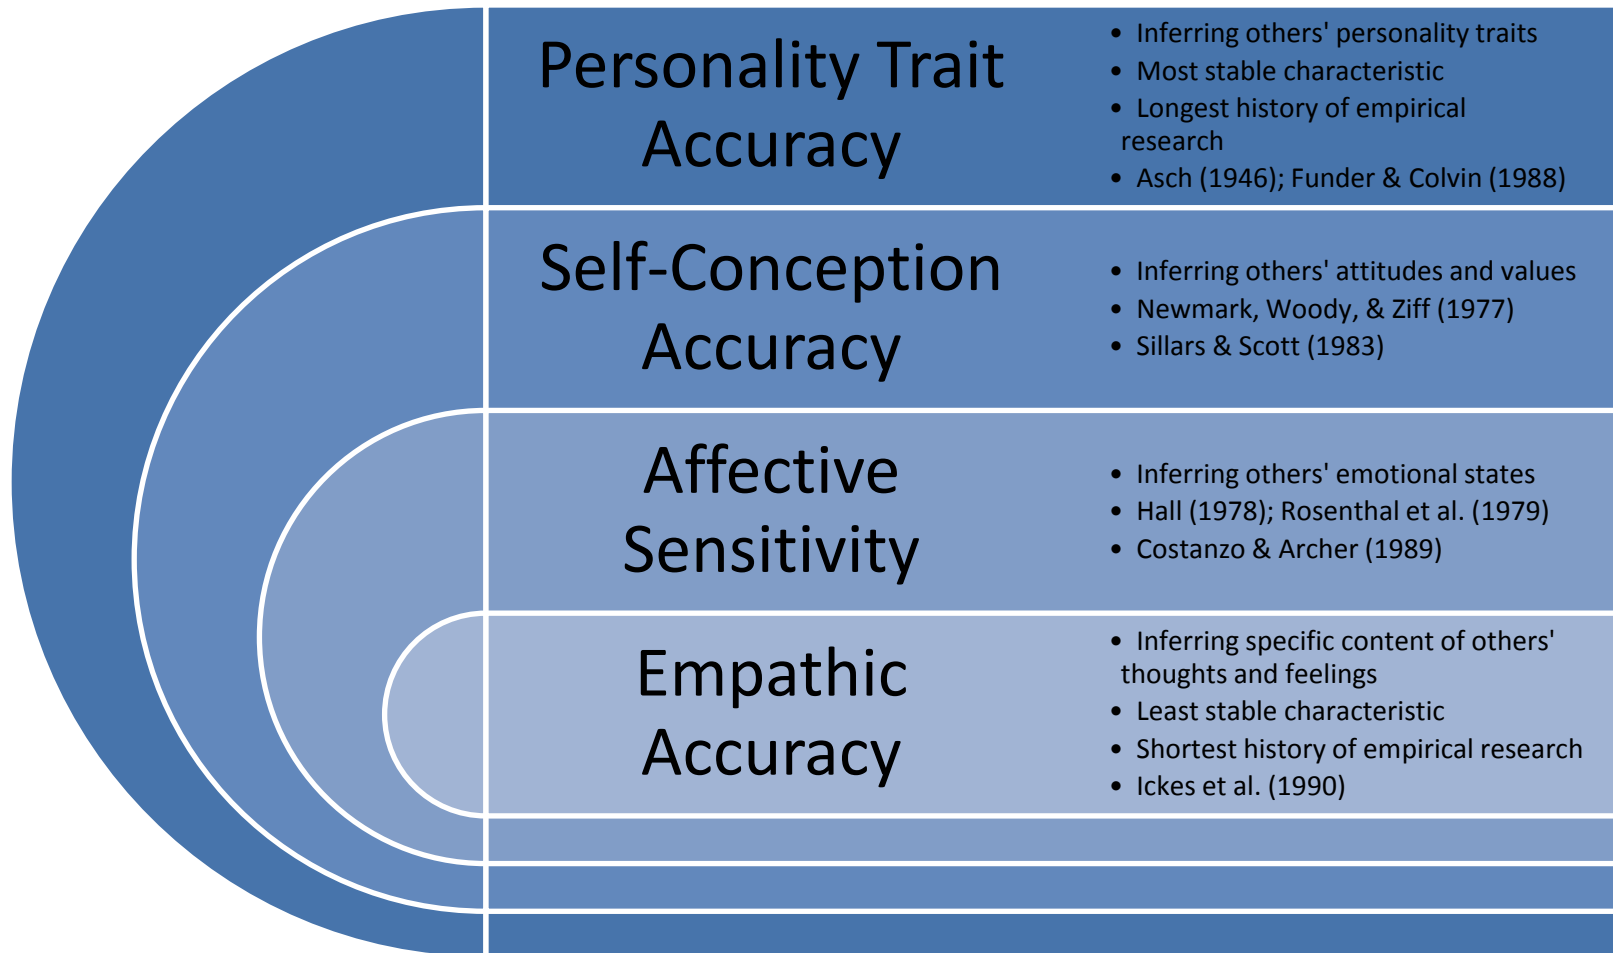 Personality Trait
Accuracy
• Inferring others' personality traits
• Most stable characteristic
• Longest history of empirical
research
• Asch (1946); Funder & Colvin (1988)
Self-Conception
Accuracy
• Inferring others' attitudes and values
• Newmark, Woody, & Ziff (1977)
• Sillars & Scott (1983)
Affective
Sensitivity
• Inferring others' emotional states
• Hall (1978); Rosenthal et al. (1979)
• Costanzo & Archer (1989)
Empathic
Accuracy
• Inferring specific content of others'
thoughts and feelings
• Least stable characteristic
• Shortest history of empirical research
• Ickes et al. (1990)